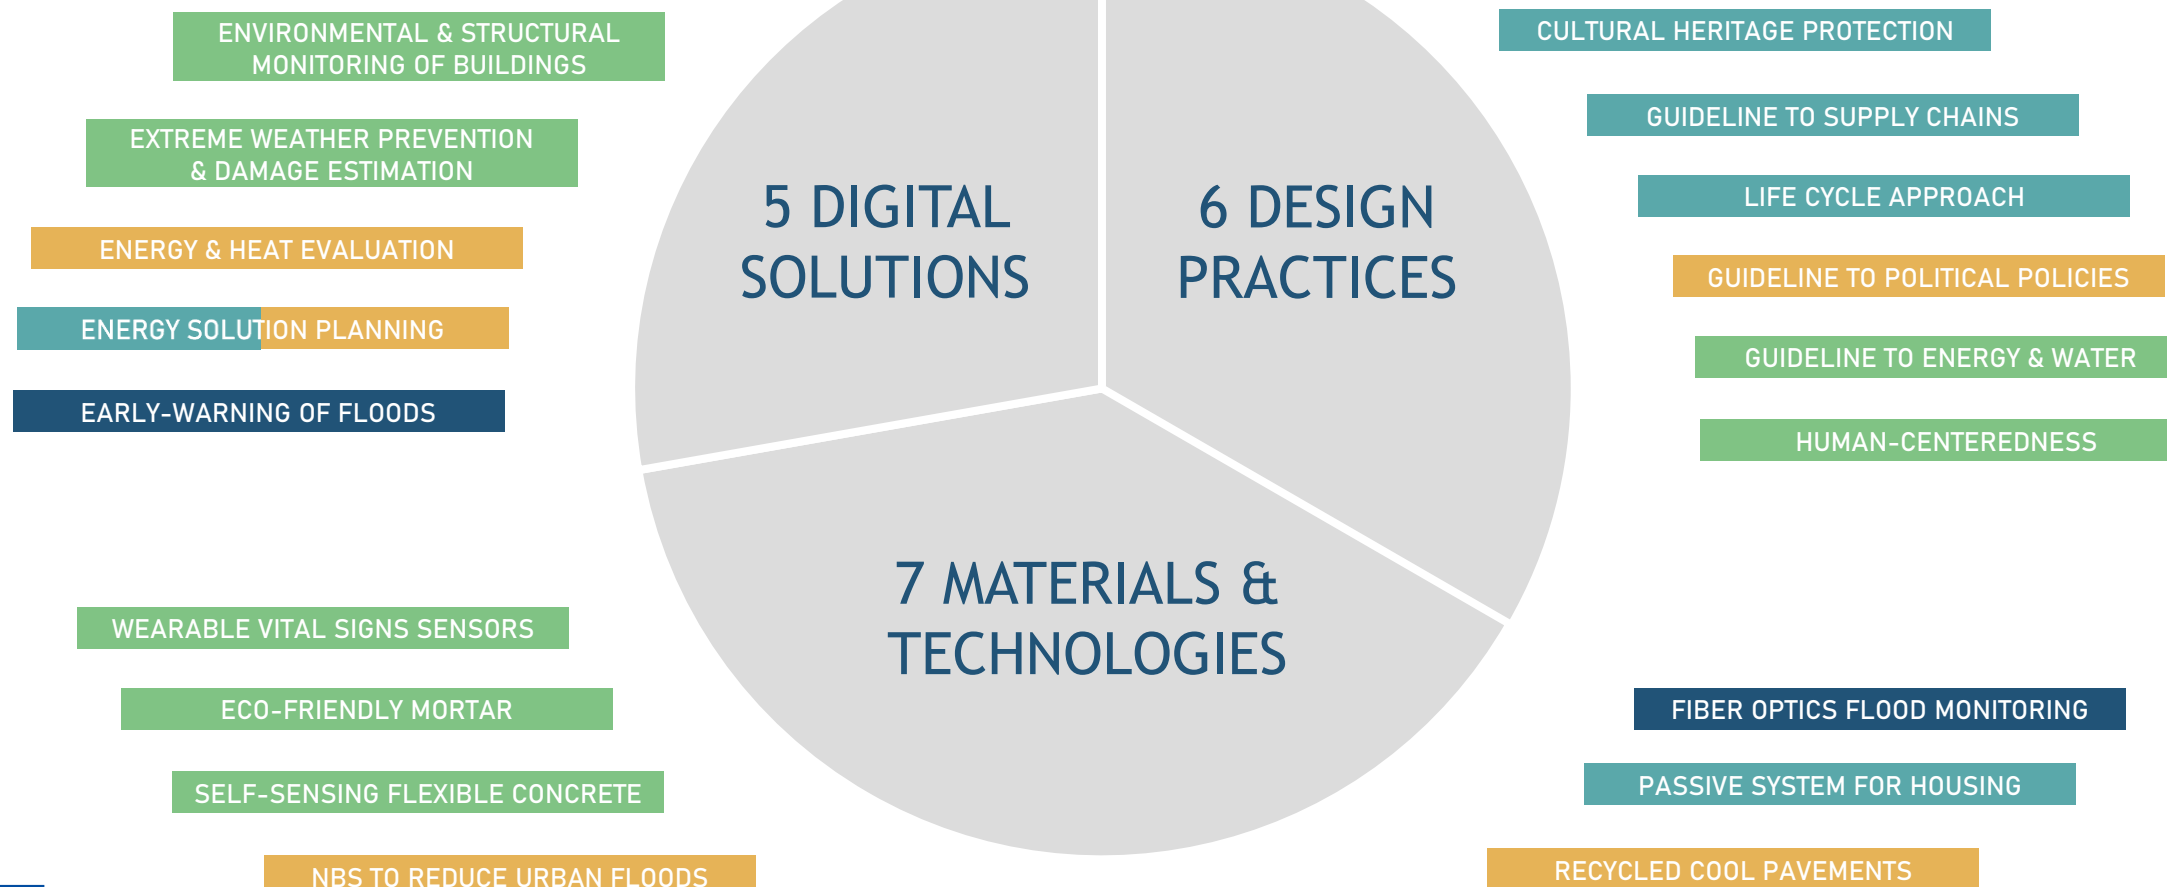 ENVIRONMENTAL & STRUCTURAL
MONITORING OF BUILDINGS
EXTREME WEATHER PREVENTION
& DAMAGE ESTIMATION
ENERGY & HEAT EVALUATION
ENERGY SOLUTION PLANNING
EARLY-WARNING OF FLOODS
5 DIGITAL
SOLUTIONS
6 DESIGN
PRACTICES
CULTURAL HERITAGE PROTECTION
GUIDELINE TO SUPPLY CHAINS
LIFE CYCLE APPROACH
GUIDELINE TO POLITICAL POLICIES
GUIDELINE TO ENERGY & WATER
HUMAN-CENTEREDNESS
7 MATERIALS &
TECHNOLOGIES
WEARABLE VITAL SIGNS SENSORS
ECO-FRIENDLY MORTAR
SELF-SENSING FLEXIBLE CONCRETE
NBS TO REDUCE URBAN FLOODS
FIBER OPTICS FLOOD MONITORING
PASSIVE SYSTEM FOR HOUSING
RECYCLED COOL PAVEMENTS